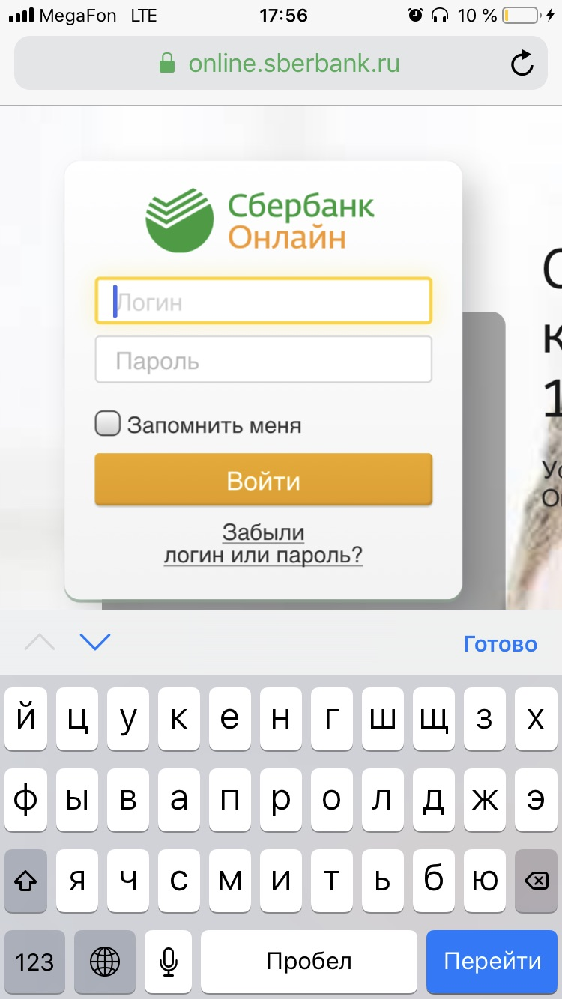 MegaFon LTE 17:56 10 %
online.sberbank.ru
Сбербанк
Онлайн
Логин
Пароль
Запомнить меня
Войти
Забыли
логин или пароль?
Готово
й ц у к е н г ш щ з х
ф ы в а п р о л д ж э
я ч с м и т ь б ю
123 Пробел Перейти